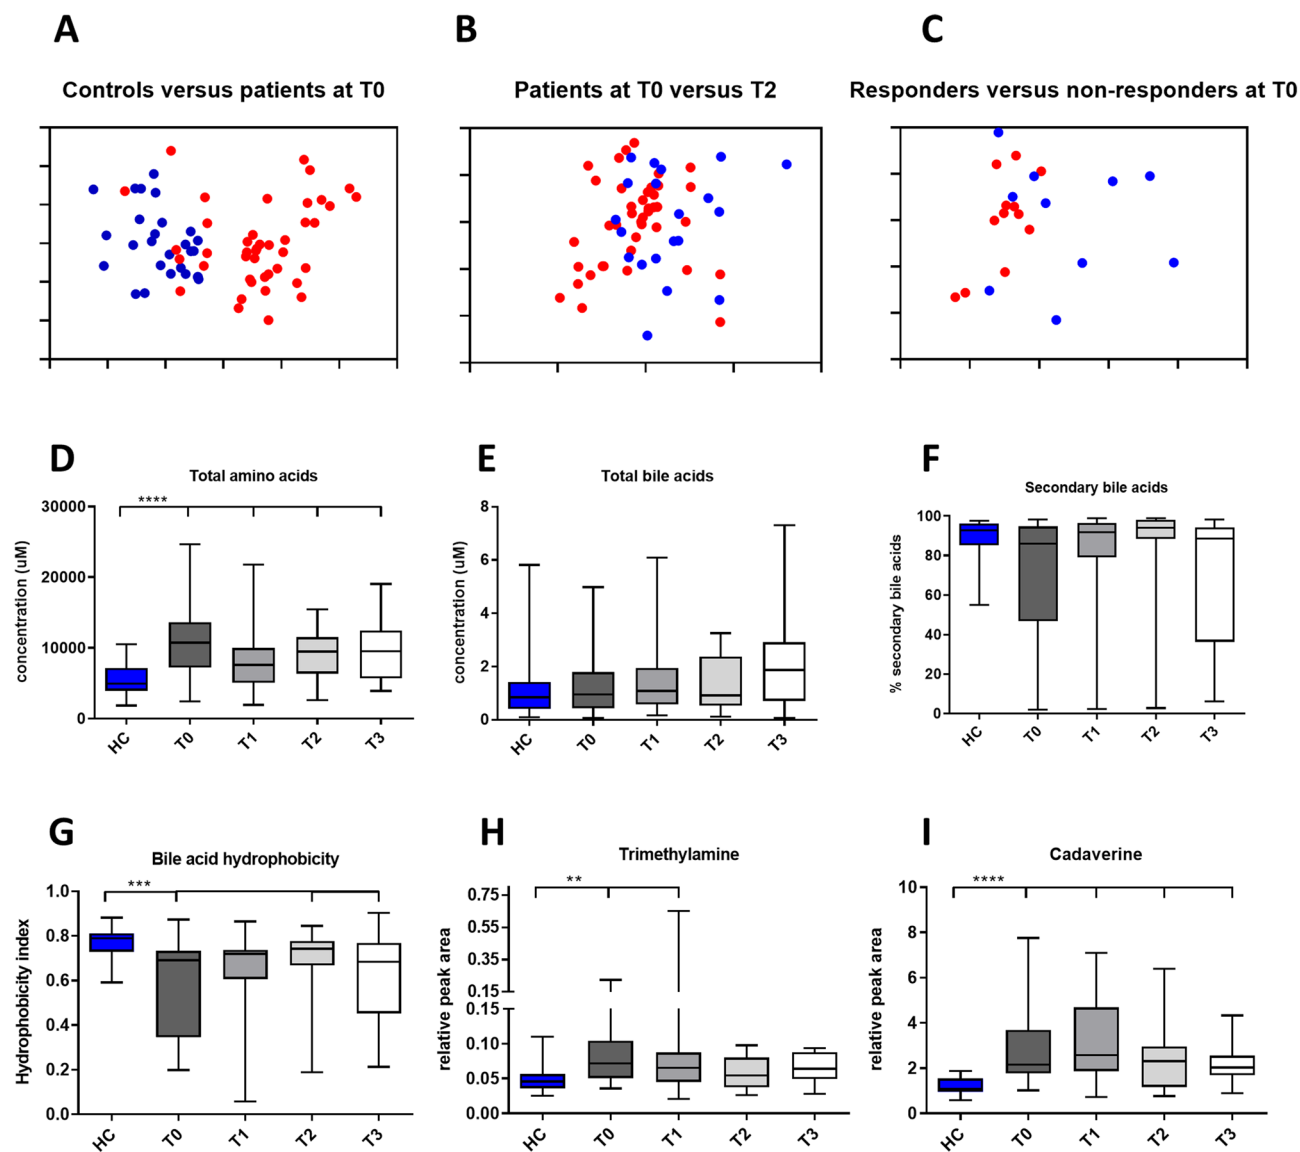 A
B
C
Controls versus patients at T0
Patients at T0 versus T2
Responders versus non-responders at T0
D
Total amino acids
****
30000
20000
10000
0
concentration (uM)
HC
T0
T1
T2
T3
E
Total bile acids
8
6
4
2
0
concentration (uM)
HC
T0
T1
T2
T3
F
Secondary bile acids
100
80
60
40
20
0
% secondary bile acids
HC
T0
T1
T2
T3
G
Bile acid hydrophobicity
***
1.0
0.8
0.6
0.4
0.2
0.0
Hydrophobicity index
HC
T0
T1
T2
T3
H
Trimethylamine
**
0.75
0.55
0.35
0.15
0.15
0.10
0.05
0.00
relative peak area
HC
T0
T1
T2
T3
I
Cadaverine
****
10
8
6
4
2
0
relative peak area
HC
T0
T1
T2
T3